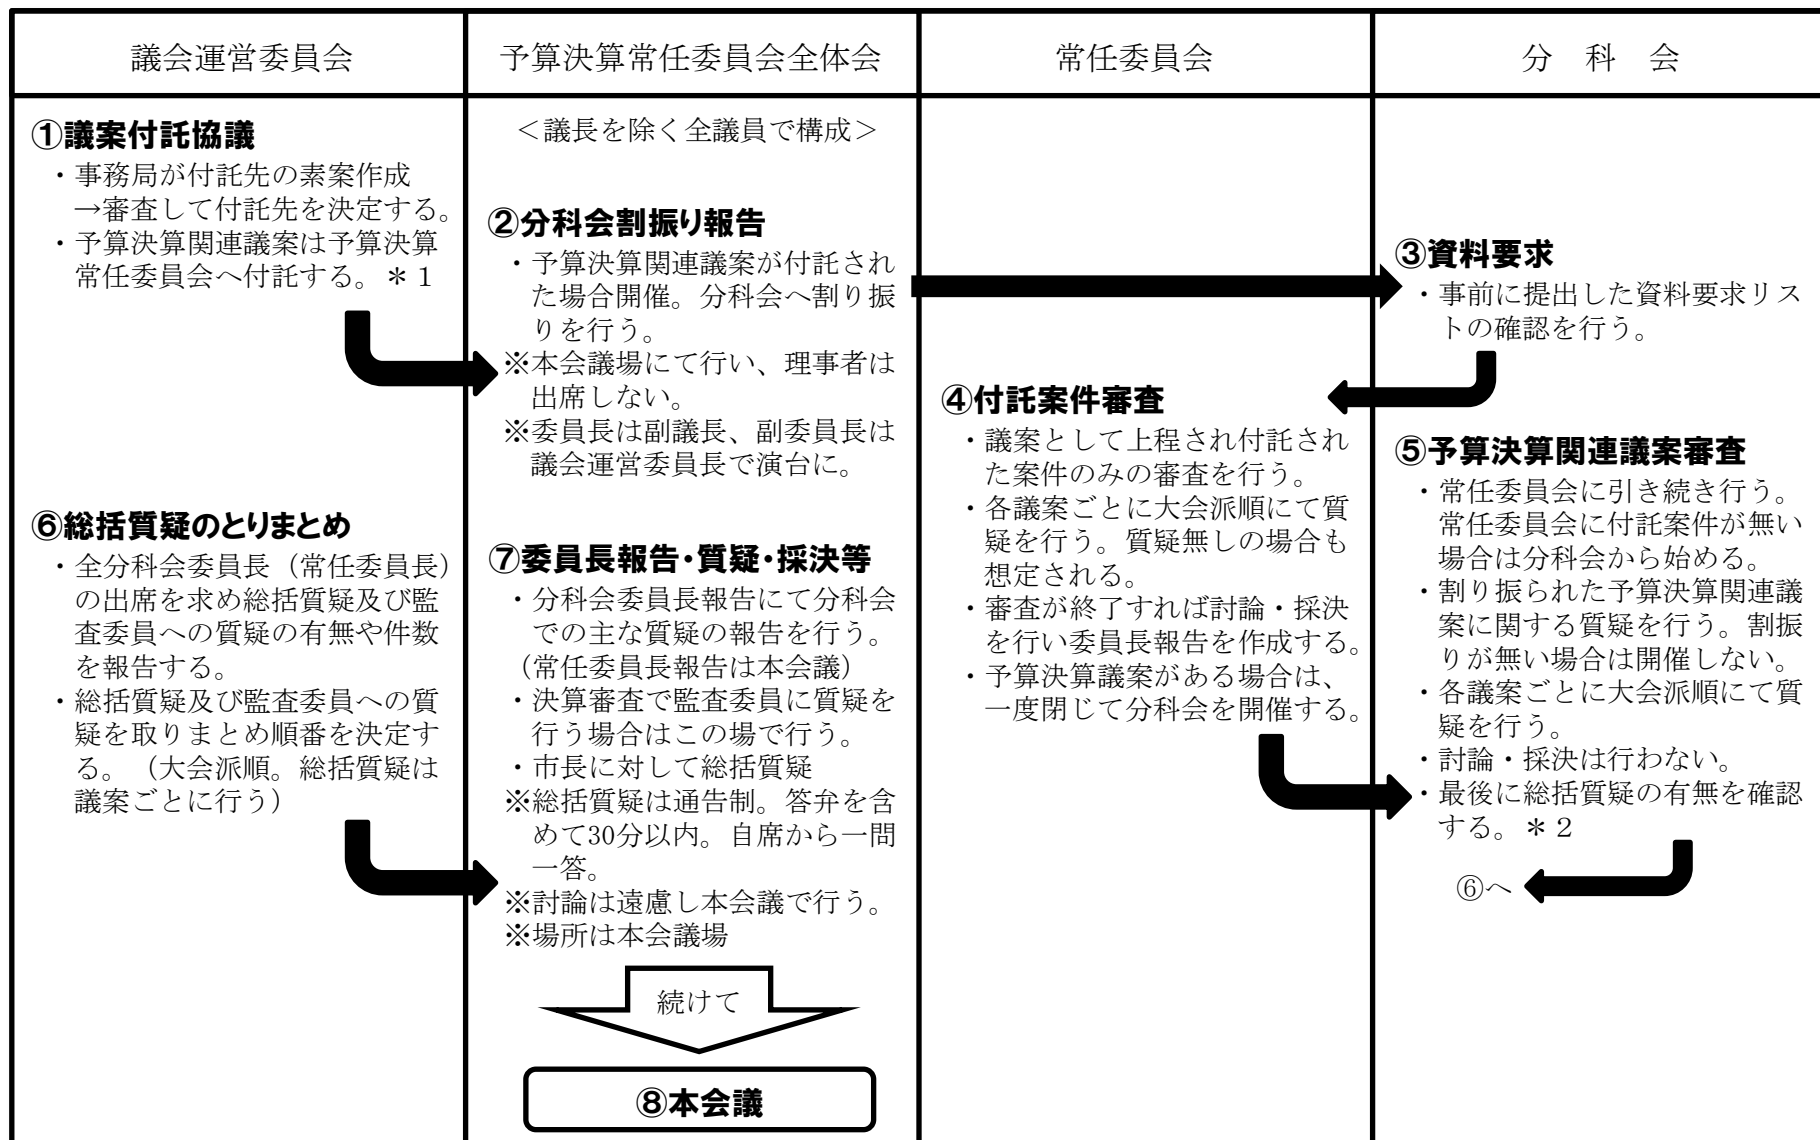 議会運営委員会
予算決算常任委員会全体会
常任委員会
分　科　会
①議案付託協議
・事務局が付託先の素案作成
→審査して付託先を決定する。
・予算決算関連議案は予算決算
常任委員会へ付託する。＊１
⑥総括質疑のとりまとめ
・全分科会委員長（常任委員長）
の出席を求め総括質疑及び監
査委員への質疑の有無や件数
を報告する。
・総括質疑及び監査委員への質
疑を取りまとめ順番を決定す
る。（大会派順。総括質疑は
議案ごとに行う）
＜議長を除く全議員で構成＞
②分科会割振り報告
・予算決算関連議案が付託され
た場合開催。分科会へ割り振
りを行う。
※本会議場にて行い、理事者は
出席しない。
※委員長は副議長、副委員長は
議会運営委員長で演台に。
⑦委員長報告・質疑・採決等
・分科会委員長報告にて分科会
での主な質疑の報告を行う。
（常任委員長報告は本会議）
・決算審査で監査委員に質疑を
行う場合はこの場で行う。
・市長に対して総括質疑
※総括質疑は通告制。答弁を含
めて30分以内。自席から一問
一答。
※討論は遠慮し本会議で行う。
※場所は本会議場
続けて
⑧本会議
④付託案件審査
・議案として上程され付託され
た案件のみの審査を行う。
・各議案ごとに大会派順にて質
疑を行う。質疑無しの場合も
想定される。
・審査が終了すれば討論・採決
を行い委員長報告を作成する。
・予算決算議案がある場合は、
一度閉じて分科会を開催する。
③資料要求
・事前に提出した資料要求リス
トの確認を行う。
⑤予算決算関連議案審査
・常任委員会に引き続き行う。
常任委員会に付託案件が無い
場合は分科会から始める。
・割り振られた予算決算関連議
案に関する質疑を行う。割振
りが無い場合は開催しない。
・各議案ごとに大会派順にて質
疑を行う。
・討論・採決は行わない。
・最後に総括質疑の有無を確認
する。＊２
⑥へ